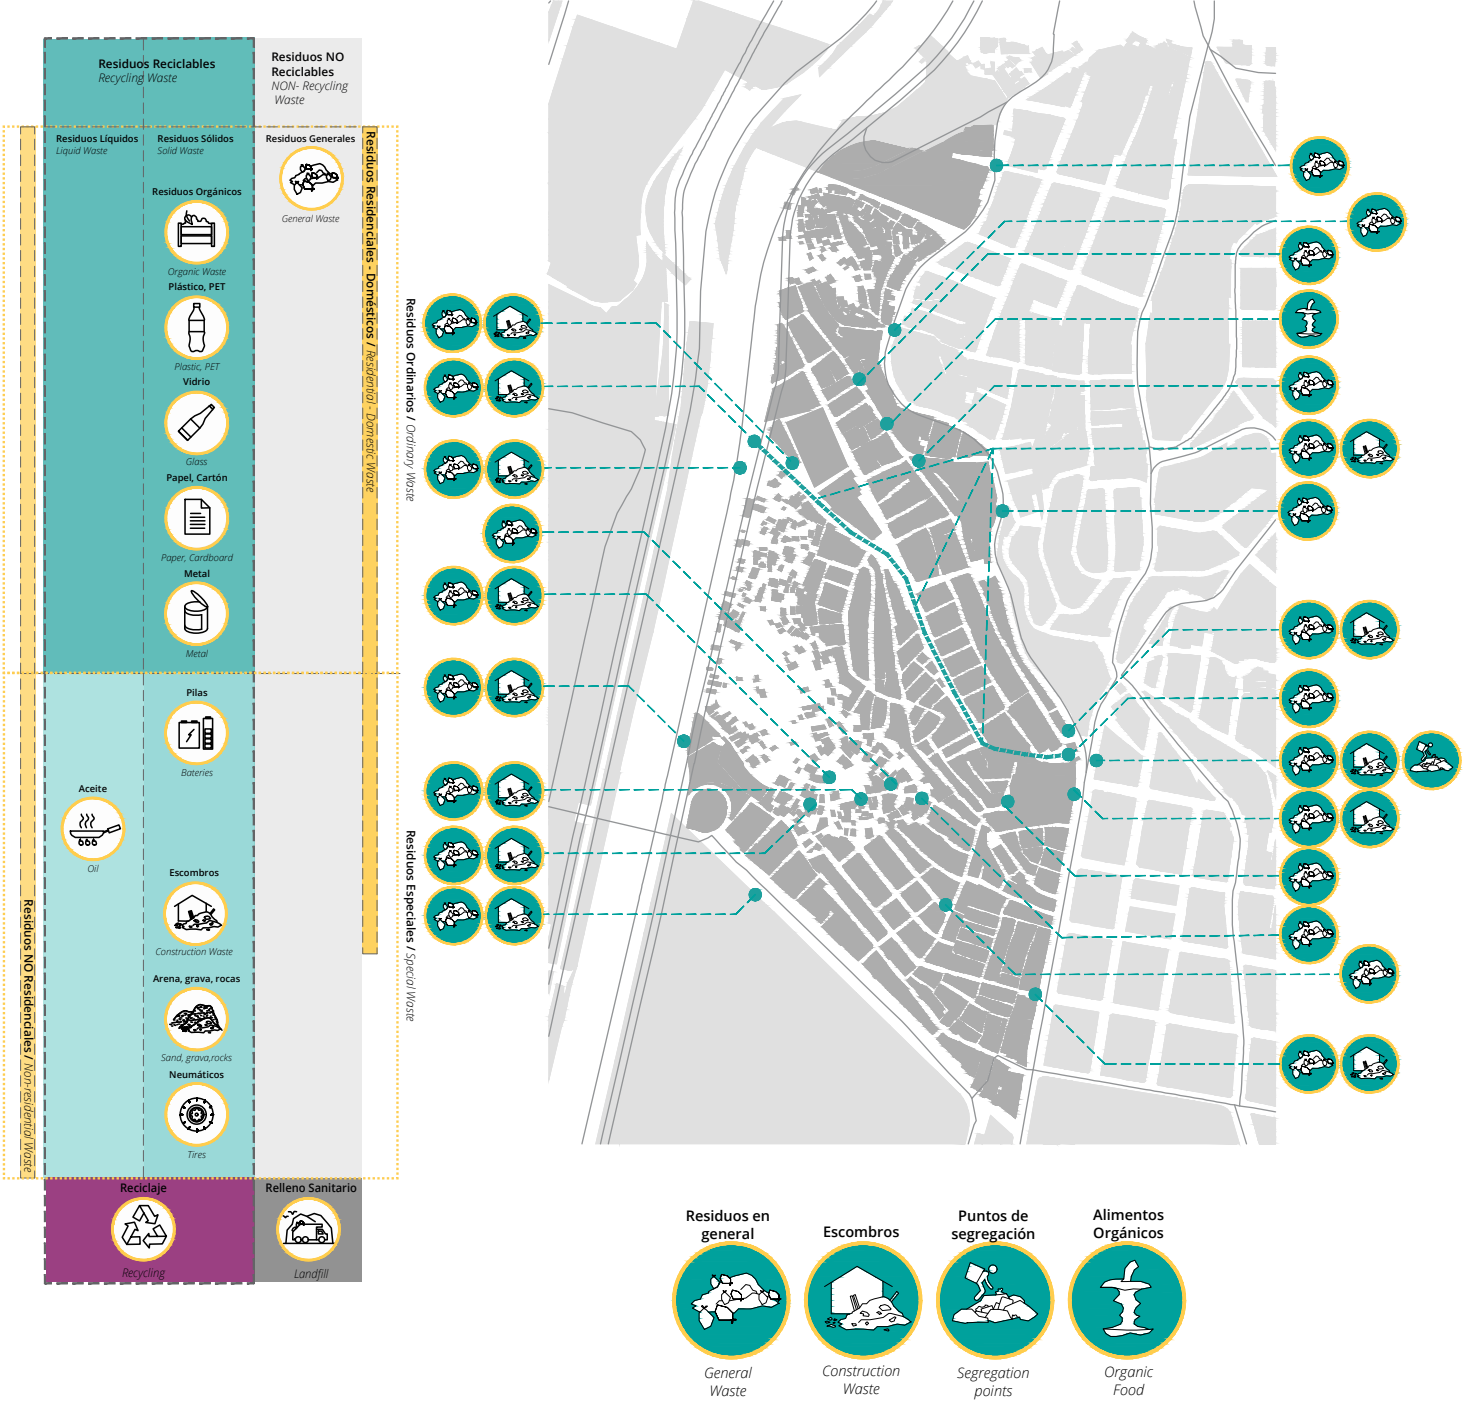 Residuos Reciclables
Recycling Waste
Residuos NO
Reciclables
NON- Recycling
Waste
Residuos Líquidos
Liquid Waste
Residuos Sólidos
Solid Waste
Residuos Generales
General Waste
Residuos Orgánicos
Organic Waste
Plástico, PET
Plastic, PET
Vidrio
Glass
Papel, Cartón
Paper, Cardboard
Metal
Metal
Pilas
Bateries
Aceite
Oil
Escombros
Construction Waste
Arena, grava, rocas
Sand, grava,rocks
Neumáticos
Tires
Reciclaje
Recycling
Relleno Sanitario
Landfill
Residuos NO Residenciales / Non-residential Waste
Residuos Residenciales - Domésticos / Residential - Domestic Waste
Residuos Ordinarios / Ordinary Waste
Residuos Especiales / Special Waste
Residuos en
general
General
Waste
Escombros
Construction
Waste
Puntos de
segregación
Segregation
points
Alimentos
Orgánicos
Organic
Food